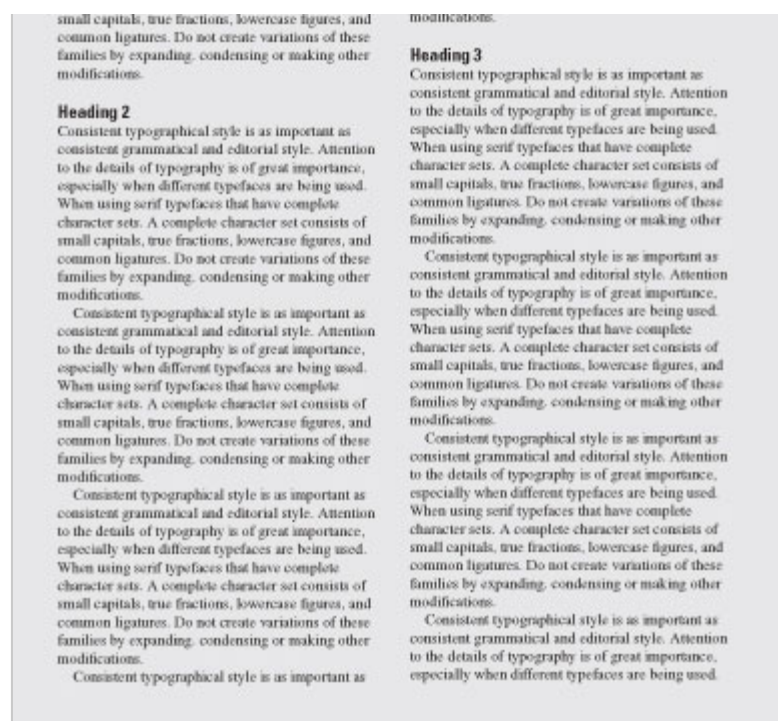 small capitals, true fractions, lowercase figures, and
common ligatures. Do not create variations of these
families by expanding, condensing or making other
modifications.
Heading 2
Consistent typographical style is as important as
consistent grammatical and editorial style. Attention
to the details of typography is of great importance,
especially when different typefaces are being used.
When using serif typefaces that have complete
character sets. A complete character set consists of
small capitals, true fractions, lowercase figures, and
common ligatures. Do not create variations of these
families by expanding, condensing or making other
modifications.
Consistent typographical style is as important as
consistent grammatical and editorial style. Attention
to the details of typography is of great importance,
especially when different typefaces are being used.
When using serif typefaces that have complete
character sets. A complete character set consists of
small capitals, true fractions, lowercase figures, and
common ligatures. Do not create variations of these
families by expanding, condensing or making other
modifications.
Consistent typographical style is as important as
consistent grammatical and editorial style. Attention
to the details of typography is of great importance,
especially when different typefaces are being used.
When using serif typefaces that have complete
character sets. A complete character set consists of
small capitals, true fractions, lowercase figures, and
common ligatures. Do not create variations of these
families by expanding, condensing or making other
modifications.
Consistent typographical style is as important as
modifications.
Heading 3
Consistent typographical style is as important as
consistent grammatical and editorial style. Attention
to the details of typography is of great importance,
especially when different typefaces are being used.
When using serif typefaces that have complete
character sets. A complete character set consists of
small capitals, true fractions, lowercase figures, and
common ligatures. Do not create variations of these
families by expanding, condensing or making other
modifications.
Consistent typographical style is as important as
consistent grammatical and editorial style. Attention
to the details of typography is of great importance,
especially when different typefaces are being used.
When using serif typefaces that have complete
character sets. A complete character set consists of
small capitals, true fractions, lowercase figures, and
common ligatures. Do not create variations of these
families by expanding, condensing or making other
modifications.
Consistent typographical style is as important as
consistent grammatical and editorial style. Attention
to the details of typography is of great importance,
especially when different typefaces are being used.
When using serif typefaces that have complete
character sets. A complete character set consists of
small capitals, true fractions, lowercase figures, and
common ligatures. Do not create variations of these
families by expanding, condensing or making other
modifications.
Consistent typographical style is as important as
consistent grammatical and editorial style. Attention
to the details of typography is of great importance,
especially when different typefaces are being used.